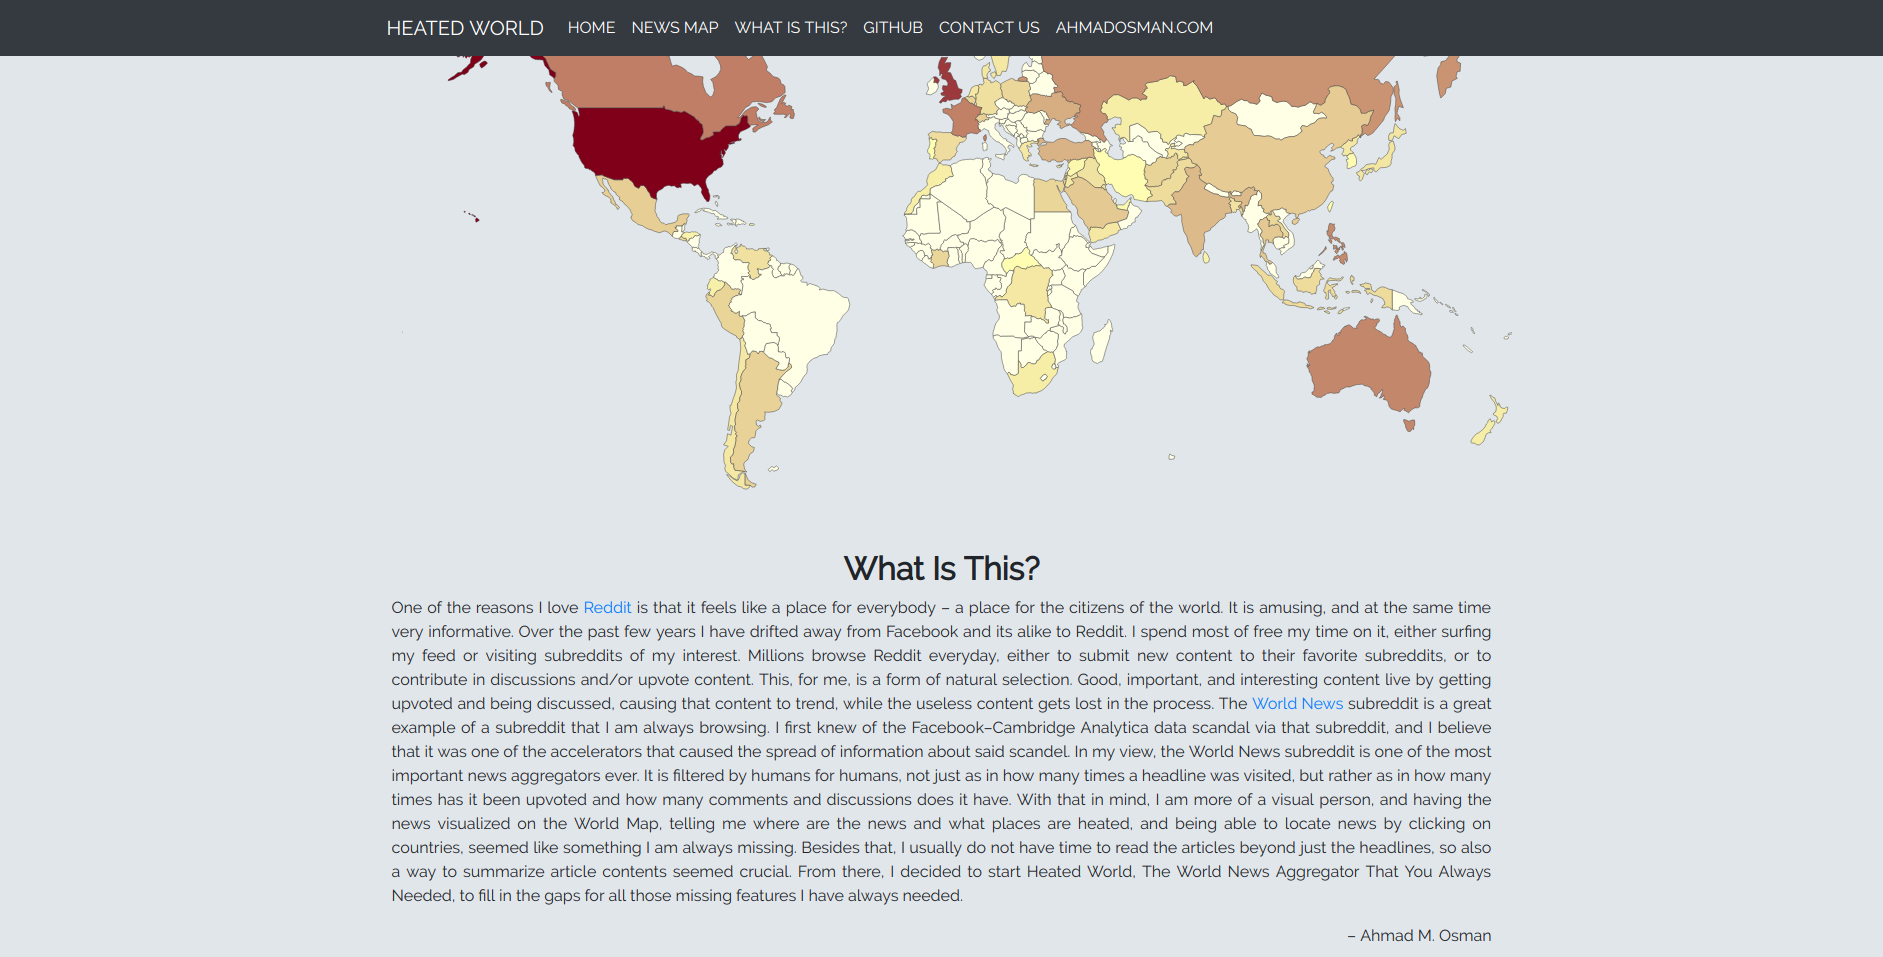 HEATED WORLD HOME NEWS MAP WHAT IS THIS? GITHUB CONTACT US AHMADOSMAN.COM
What Is This?
One of the reasons I love Reddit is that it feels like a place for everybody – a place for the citizens of the world. It is amusing, and at the same time
very informative. Over the past few years I have drifted away from Facebook and its alike to Reddit. I spend most of free my time on it, either surfing
my feed or visiting subreddits of my interest. Millions browse Reddit everyday, either to submit new content to their favorite subreddits, or to
contribute in discussions and/or upvote content. This, for me, is a form of natural selection. Good, important, and interesting content live by getting
upvoted and being discussed, causing that content to trend, while the useless content gets lost in the process. The World News subreddit is a great
example of a subreddit that I am always browsing. I first knew of the Facebook–Cambridge Analytica data scandal via that subreddit, and I believe
that it was one of the accelerators that caused the spread of information about said scandel. In my view, the World News subreddit is one of the most
important news aggregators ever. It is filtered by humans for humans, not just as in how many times a headline was visited, but rather as in how many
times has it been upvoted and how many comments and discussions does it have. With that in mind, I am more of a visual person, and having the
news visualized on the World Map, telling me where are the news and what places are heated, and being able to locate news by clicking on
countries, seemed like something I am always missing. Besides that, I usually do not have time to read the articles beyond just the headlines, so also
a way to summarize article contents seemed crucial. From there, I decided to start Heated World, The World News Aggregator That You Always
Needed, to fill in the gaps for all those missing features I have always needed.
– Ahmad M. Osman